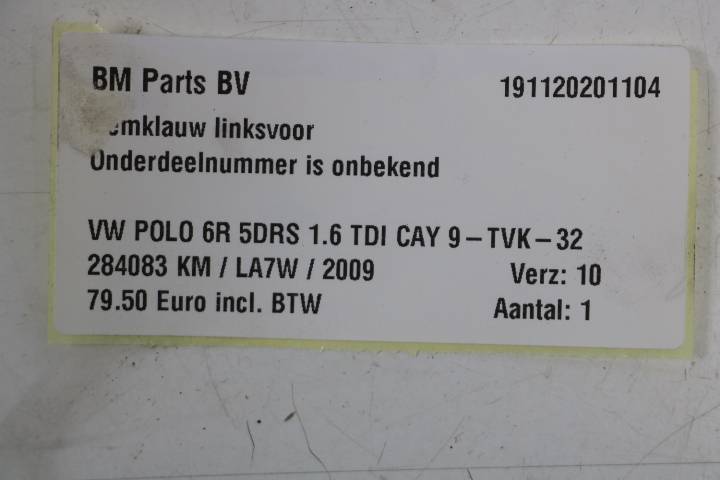 BM Parts BV 191120201104
linksvoor
Onderdeelnummer is onbekend
VW POLO 6R 5DRS 1.6 TDI CAY 9-TVK-32
284083 KM / LA7W / 2009 Verz: 10
79.50 Euro incl. BTW Aantal: 1